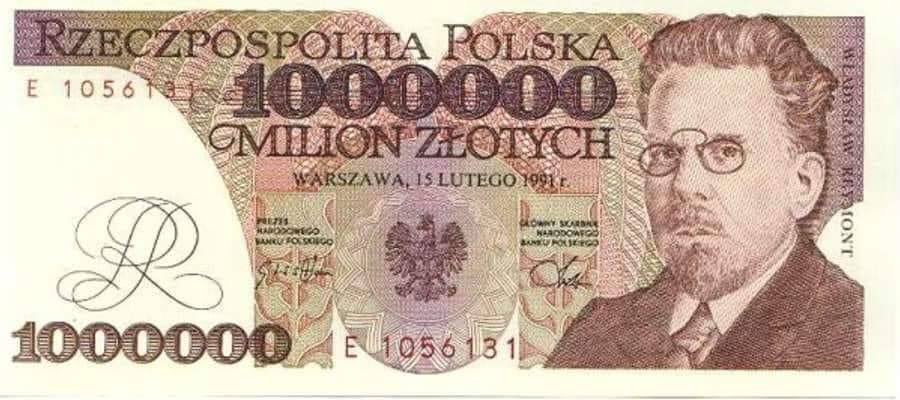 RZECZPOSPOLITA POLSKA
E 1056131
1000000
MILION ZŁOTYCH
WARSZAWA, 15 LUTEGO 1991 r.
PREZES
NARODOWEGO
BANKU POLSKIEGO
GŁÓWNY SKARBNIK
NARODOWEGO
BANKU POLSKIEGO
RP
1000000
E 1056131
WŁADYSŁAW REYMONT